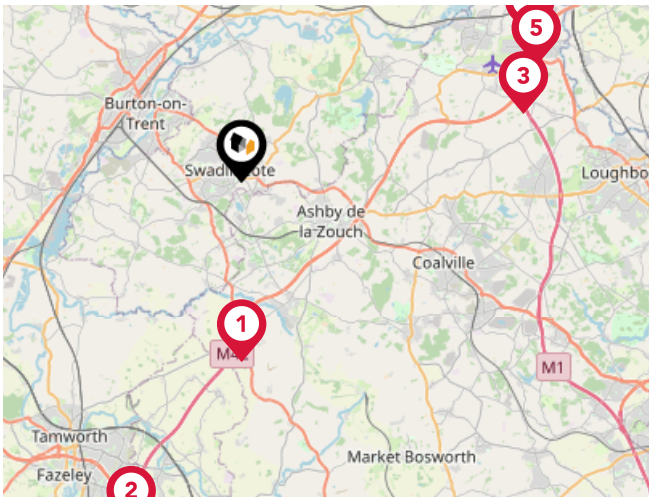 5
3
Burton-on-
Trent
Swadlincote
Loughbo
Ashby de
la-Zouch
Coalville
1
M42
M1
Tamworth
Market Bosworth
Fazeley
2